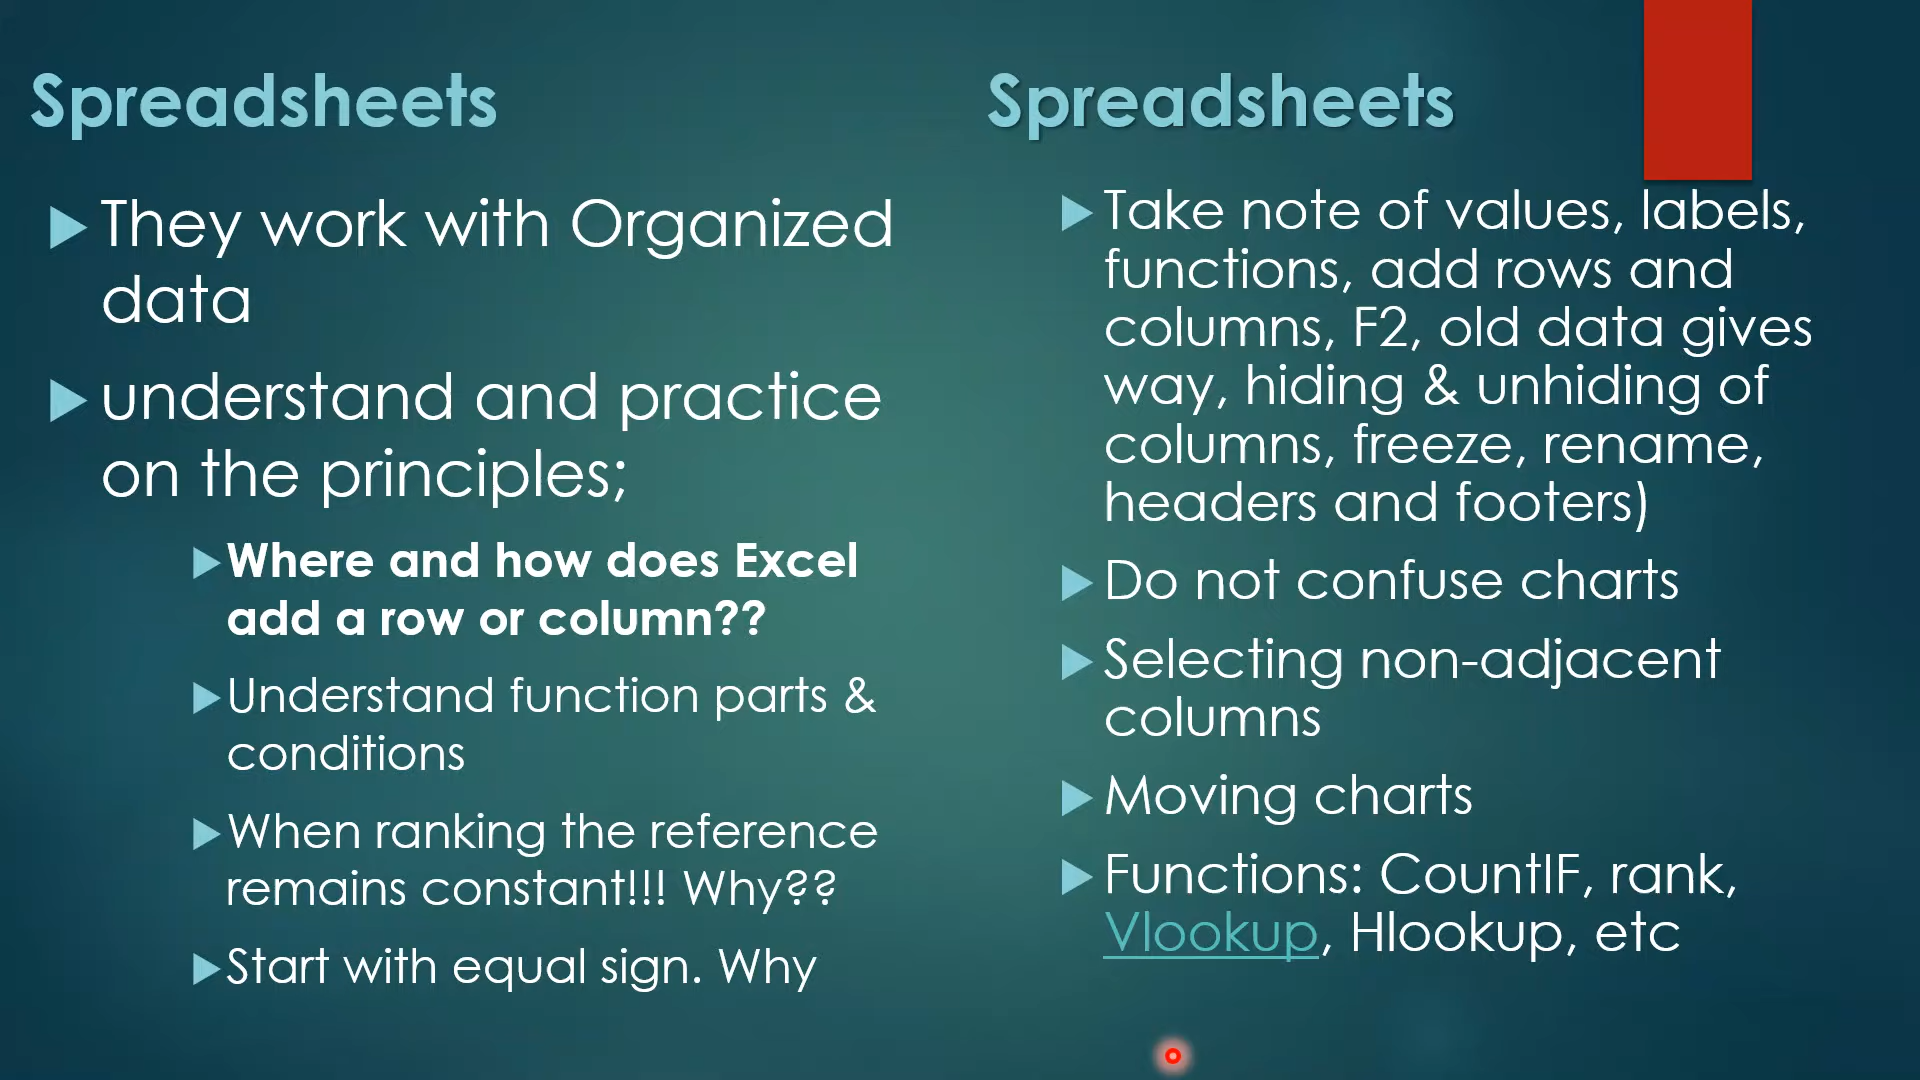 Spreadsheets
They work with Organized
data
understand and practice
on the principles;
Where and how does Excel
add a row or column??
Understand function parts &
conditions
When ranking the reference
remains constant!!! Why??
Start with equal sign. Why
Spreadsheets
Take note of values, labels,
functions, add rows and
columns, F2, old data gives
way, hiding & unhiding of
columns, freeze, rename,
headers and footers)
Do not confuse charts
Selecting non-adjacent
columns
Moving charts
Functions: CountIF, rank,
Vlookup, Hlookup, etc